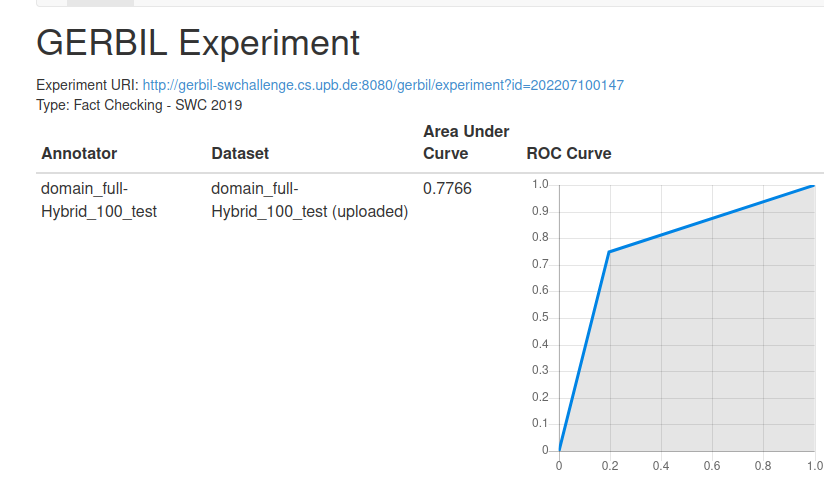 GERBIL Experiment
Experiment URI: http://gerbil-swchallenge.cs.upb.de:8080/gerbil/experiment?id=202207100147
Type: Fact Checking - SWC 2019
Annotator Dataset Area Under Curve ROC Curve
domain_full-Hybrid_100_test domain_full-Hybrid_100_test (uploaded) 0.7766
1.0
0.9
0.8
0.7
0.6
0.5
0.4
0.3
0.2
0.1
0
0 0.2 0.4 0.6 0.8 1.0